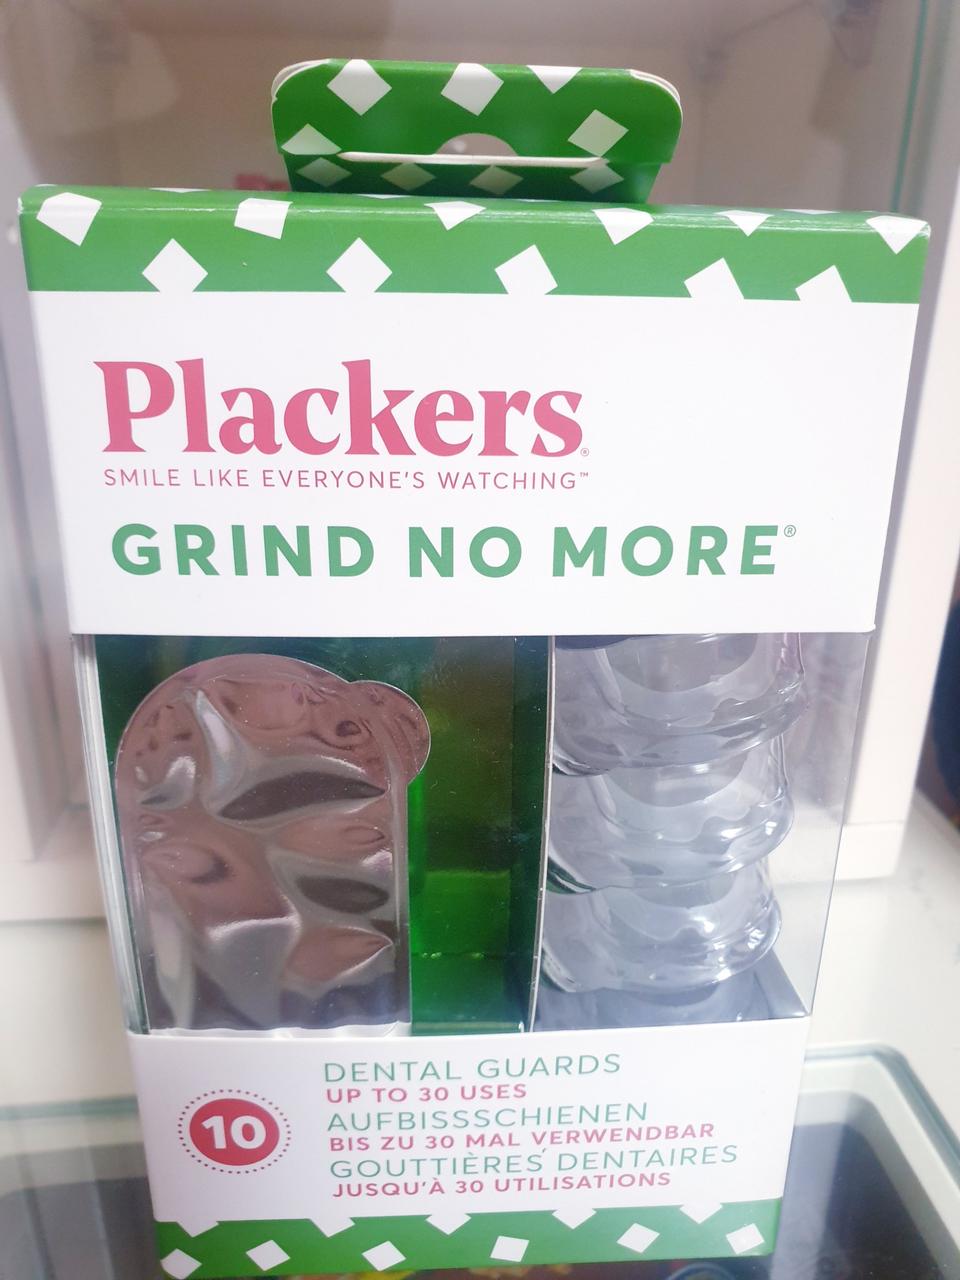 Plackers®
SMILE LIKE EVERYONE'S WATCHING™
GRIND NO MORE®
10
DENTAL GUARDS
UP TO 30 USES
AUFBISSSCHIENEN
BIS ZU 30 MAL VERWENDBAR
GOUTTIÈRES DENTAIRES
JUSQU'À 30 UTILISATIONS